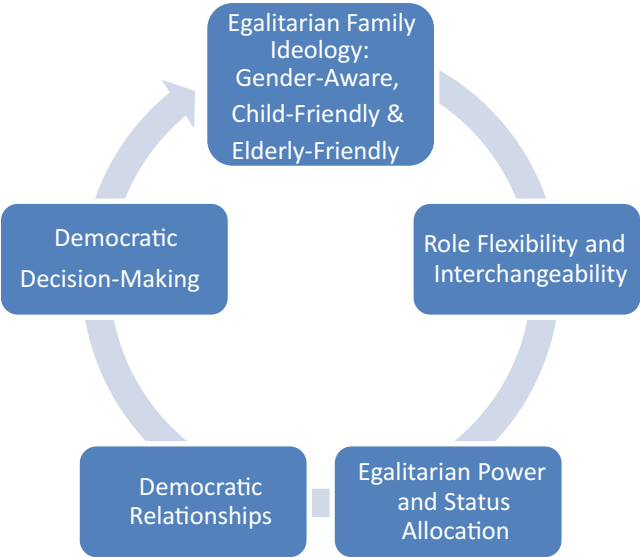 Egalitarian Family
Ideology:
Gender-Aware,
Child-Friendly &
Elderly-Friendly
Role Flexibility and
Interchangeability
Egalitarian Power
and Status
Allocation
Democratic
Relationships
Democratic
Decision-Making